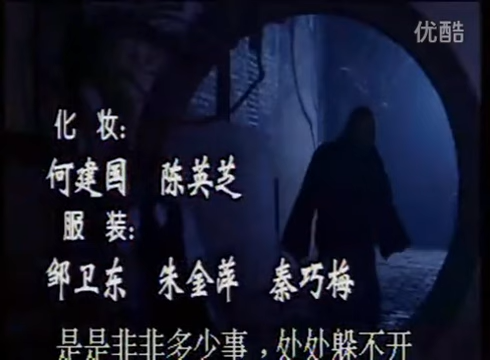 优酷
化 妆:
何建国 陈英芝
服 装:
邹卫东 朱金萍 秦巧梅
是是非非多少事，处处躲不开